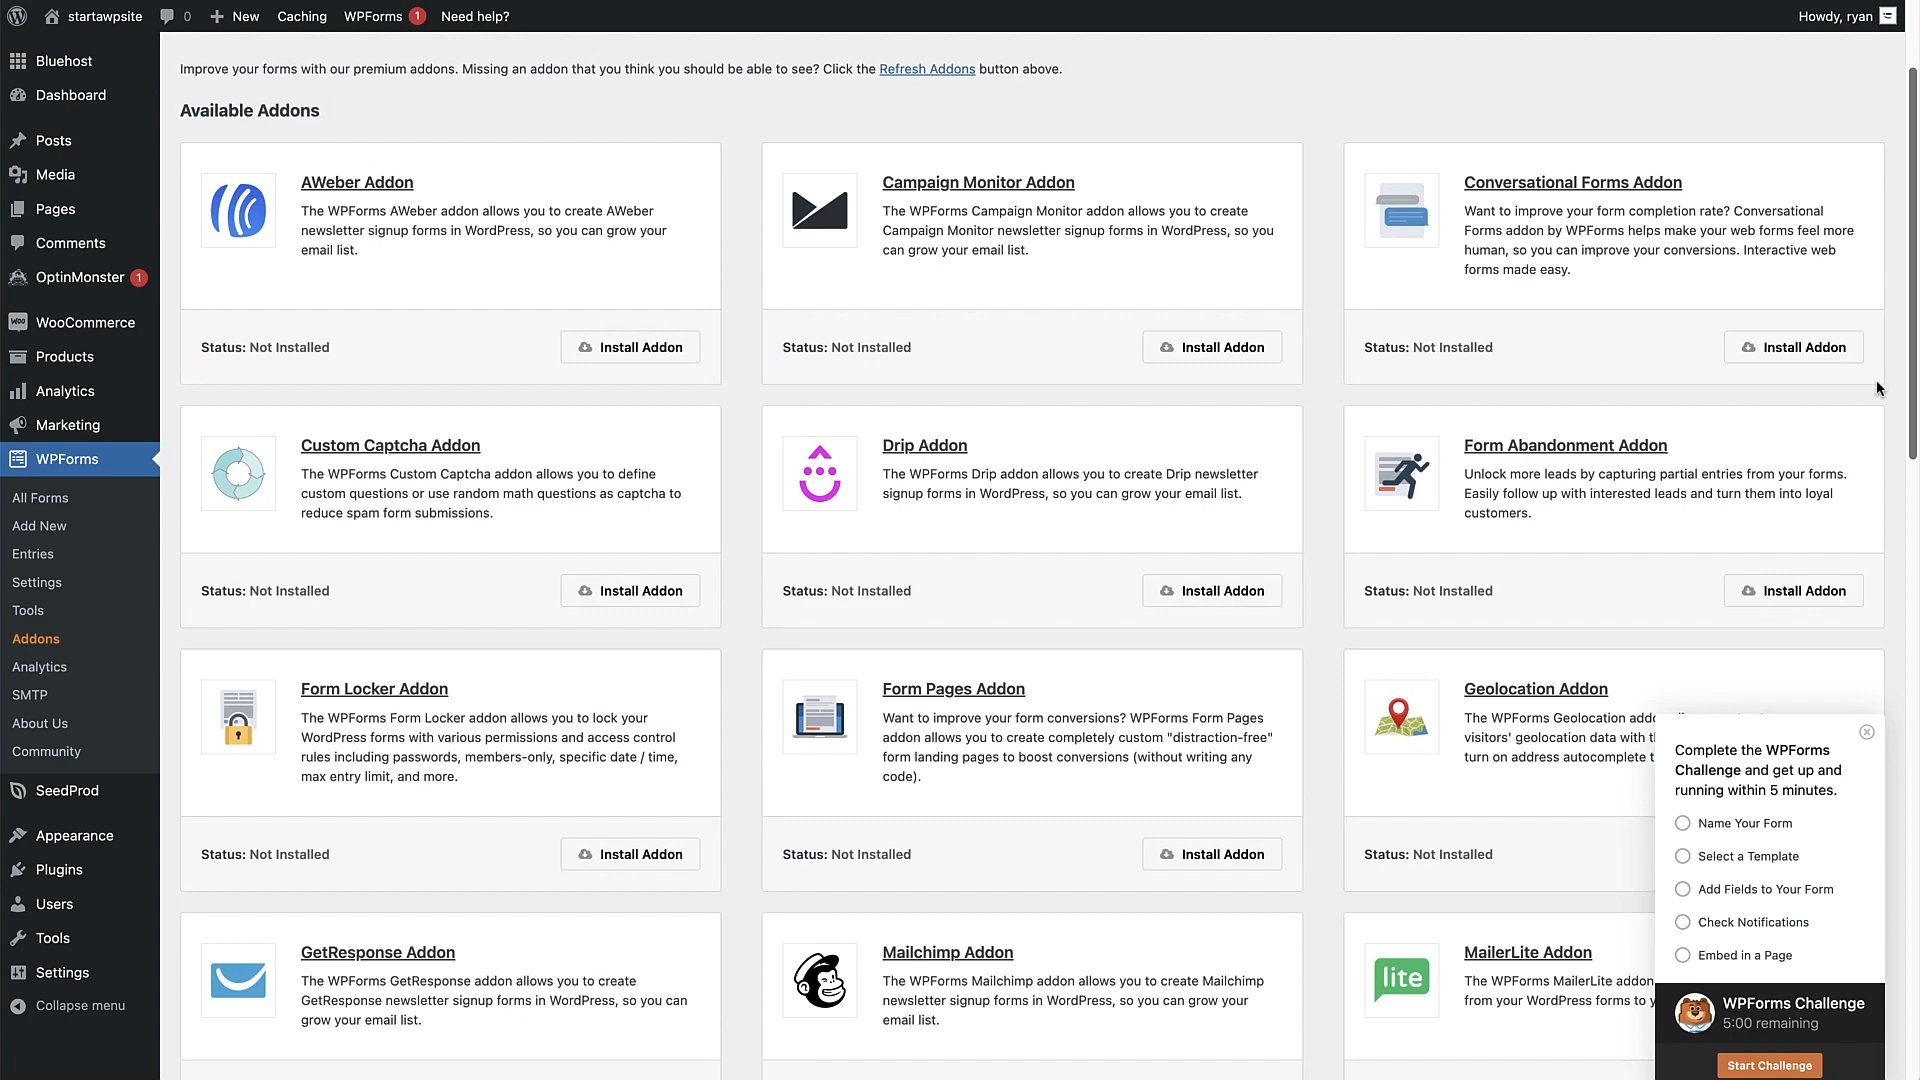 startawpsite
0
New
Caching
WPForms
1
Need help?
Howdy, ryan
Bluehost
Dashboard
Posts
Media
Pages
Comments
OptinMonster
1
Woo
WooCommerce
Products
Analytics
Marketing
WPForms
All Forms
Add New
Entries
Settings
Tools
Addons
Analytics
SMTP
About Us
Community
SeedProd
Appearance
Plugins
Users
Tools
Settings
Collapse menu
Improve your forms with our premium addons. Missing an addon that you think you should be able to see? Click the Refresh Addons button above.
Available Addons
AWeber Addon
The WPForms AWeber addon allows you to create AWeber
newsletter signup forms in WordPress, so you can grow your
email list.
Status: Not Installed
Install Addon
Campaign Monitor Addon
The WPForms Campaign Monitor addon allows you to create
Campaign Monitor newsletter signup forms in WordPress, so you
can grow your email list.
Status: Not Installed
Install Addon
Conversational Forms Addon
Want to improve your form completion rate? Conversational
Forms addon by WPForms helps make your web forms feel more
human, so you can improve your conversions. Interactive web
forms made easy.
Status: Not Installed
Install Addon
Custom Captcha Addon
The WPForms Custom Captcha addon allows you to define
custom questions or use random math questions as captcha to
reduce spam form submissions.
Status: Not Installed
Install Addon
Drip Addon
The WPForms Drip addon allows you to create Drip newsletter
signup forms in WordPress, so you can grow your email list.
Status: Not Installed
Install Addon
Form Abandonment Addon
Unlock more leads by capturing partial entries from your forms.
Easily follow up with interested leads and turn them into loyal
customers.
Status: Not Installed
Install Addon
Form Locker Addon
The WPForms Form Locker addon allows you to lock your
WordPress forms with various permissions and access control
rules including passwords, members-only, specific date / time,
max entry limit, and more.
Status: Not Installed
Install Addon
Form Pages Addon
Want to improve your form conversions? WPForms Form Pages
addon allows you to create completely custom "distraction-free"
form landing pages to boost conversions (without writing any
code).
Status: Not Installed
Install Addon
Geolocation Addon
The WPForms Geolocation
visitors' geolocation data with
turn on address autocomplete
Status: Not Installed
GetResponse Addon
The WPForms GetResponse addon allows you to create
GetResponse newsletter signup forms in WordPress, so you can
grow your email list.
Mailchimp Addon
The WPForms Mailchimp addon allows you to create Mailchimp
newsletter signup forms in WordPress, so you can grow your
email list.
lite
MailerLite Addon
The WPForms MailerLite addon
from your WordPress forms to
Complete the WPForms
Challenge and get up and
running within 5 minutes.
Name Your Form
Select a Template
Add Fields to Your Form
Check Notifications
Embed in a Page
WPForms Challenge
5:00 remaining
Start Challenge